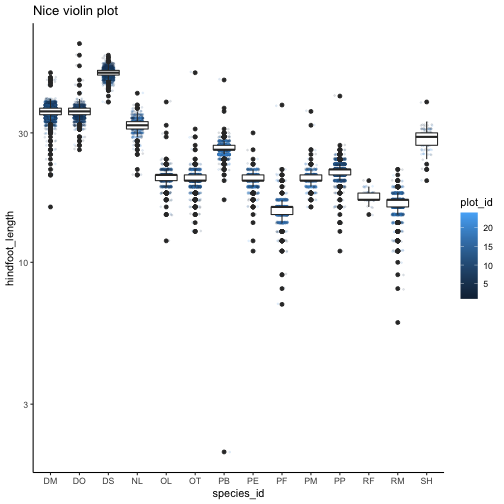 Nice violin plot
hindfoot_length
30
10
3
DM DO DS NL OL OT PB PE PF PM PP RF RM SH
species_id
plot_id
20
15
10
5